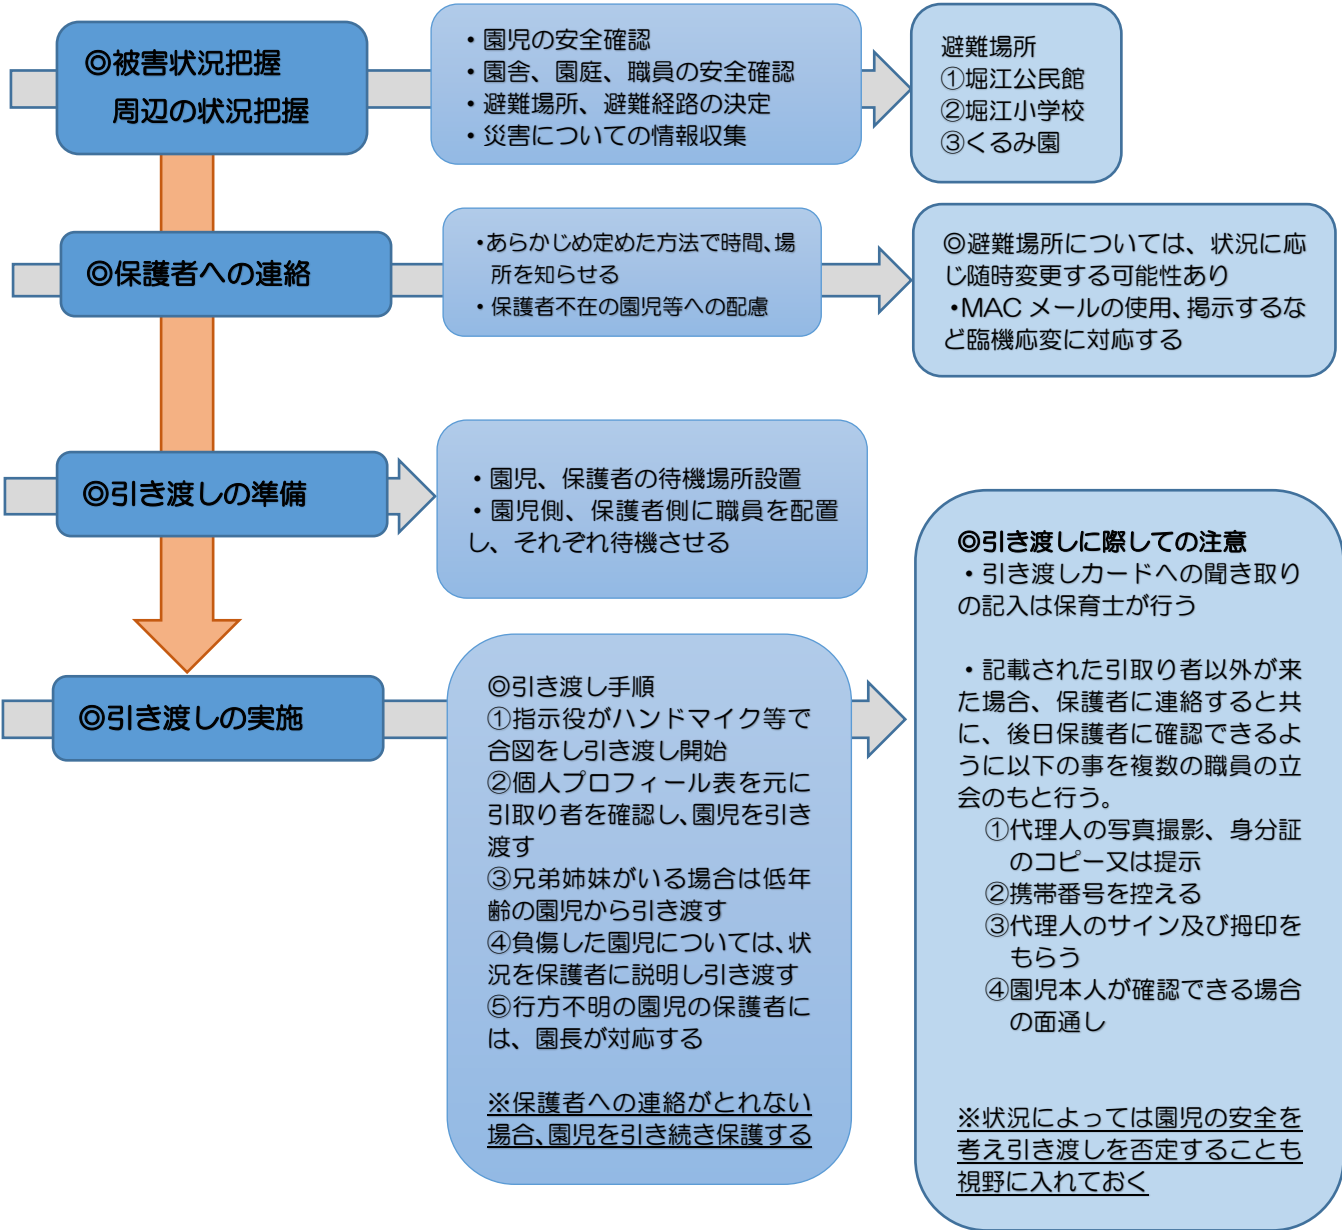 ◎被害状況把握
周辺の状況把握
・園児の安全確認
・園舎、園庭、職員の安全確認
・避難場所、避難経路の決定
・災害についての情報収集
避難場所
①堀江公民館
②堀江小学校
③くるみ園
◎保護者への連絡
・あらかじめ定めた方法で時間、場
所を知らせる
・保護者不在の園児等への配慮
◎避難場所については、状況に応
じ随時変更する可能性あり
・MAC メールの使用、掲示するな
ど臨機応変に対応する
◎引き渡しの準備
・園児、保護者の待機場所設置
・園児側、保護者側に職員を配置
し、それぞれ待機させる
◎引き渡しの実施
◎引き渡し手順
①指示役がハンドマイク等で
合図をし引き渡し開始
②個人プロフィール表を元に
引取り者を確認し、園児を引き
渡す
③兄弟姉妹がいる場合は低年
齢の園児から引き渡す
④負傷した園児については、状
況を保護者に説明し引き渡す
⑤行方不明の園児の保護者に
は、園長が対応する
※保護者への連絡がとれない
場合、園児を引き続き保護する
◎引き渡しに際しての注意
・引き渡しカードへの聞き取り
の記入は保育士が行う
・記載された引取り者以外が来
た場合、保護者に連絡すると共
に、後日保護者に確認できるよ
うに以下の事を複数の職員の立
会のもと行う。
①代理人の写真撮影、身分証
のコピー又は提示
②携帯番号を控える
③代理人のサイン及び拇印を
もらう
④園児本人が確認できる場合
の面通し
※状況によっては園児の安全を
考え引き渡しを否定することも
視野に入れておく